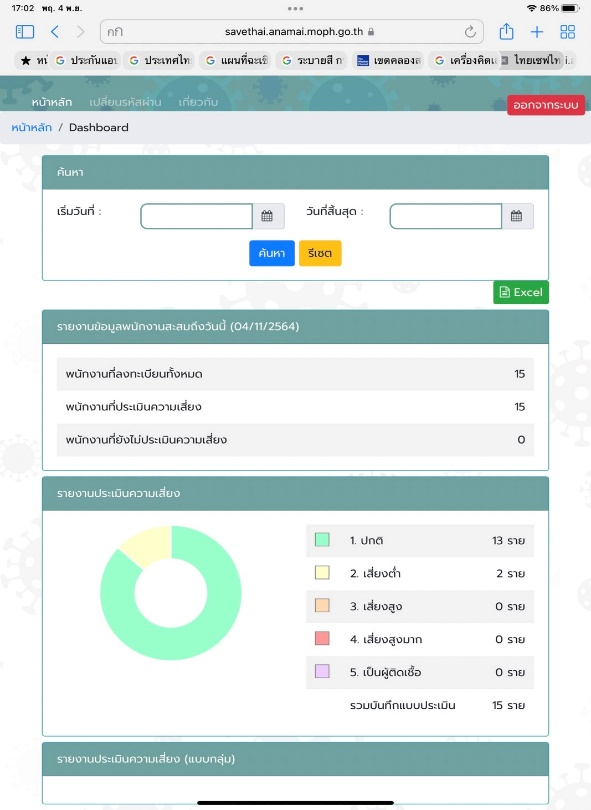 17:02 พฤ. 4 พ.ย. 86%
savethai.anamai.moph.go.th
ประกันแอเ ประเทศไท แผนที่ฉะเชิ ระบายสี ก เขตคลองส เครื่องคิดเ ไทยเซฟไท
หน้าหลัก เปลี่ยนรหัสผ่าน เกี่ยวกับ ออกจากระบบ
หน้าหลัก / Dashboard
ค้นหา
เริ่มวันที่ : วันที่สิ้นสุด :
ค้นหา รีเซต
Excel
รายงานข้อมูลพนักงานสะสมถึงวันนี้ (04/11/2564)
พนักงานที่ลงทะเบียนทั้งหมด 15
พนักงานที่ประเมินความเสี่ยง 15
พนักงานที่ยังไม่ประเมินความเสี่ยง 0
รายงานประเมินความเสี่ยง
1. ปกติ 13 ราย
2. เสี่ยงต่ำ 2 ราย
3. เสี่ยงสูง 0 ราย
4. เสี่ยงสูงมาก 0 ราย
5. เป็นผู้ติดเชื้อ 0 ราย
รวมบันทึกแบบประเมิน 15 ราย
รายงานประเมินความเสี่ยง (แบบกลุ่ม)